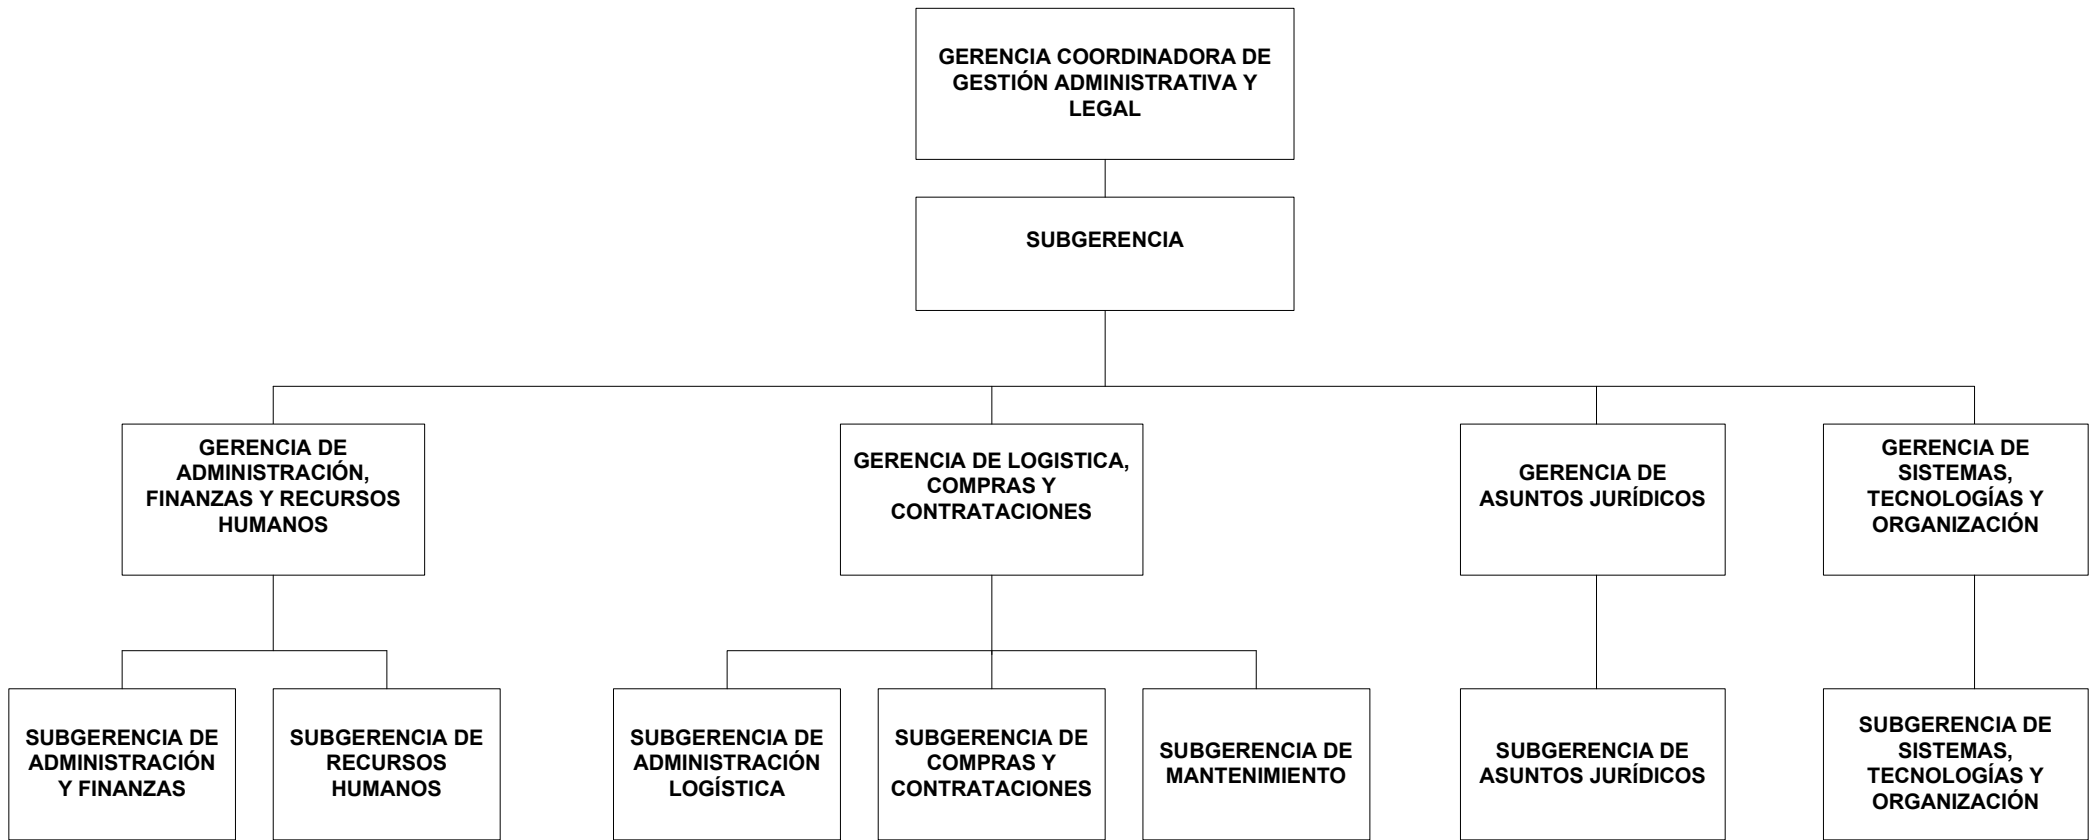 GERENCIA COORDINADORA DE
GESTIÓN ADMINISTRATIVA Y
LEGAL
SUBGERENCIA
GERENCIA DE
ADMINISTRACIÓN,
FINANZAS Y RECURSOS
HUMANOS
GERENCIA DE LOGISTICA,
COMPRAS Y
CONTRATACIONES
GERENCIA DE
ASUNTOS JURÍDICOS
GERENCIA DE
SISTEMAS,
TECNOLOGÍAS Y
ORGANIZACIÓN
SUBGERENCIA DE
ADMINISTRACIÓN
Y FINANZAS
SUBGERENCIA DE
RECURSOS
HUMANOS
SUBGERENCIA DE
ADMINISTRACIÓN
LOGÍSTICA
SUBGERENCIA DE
COMPRAS Y
CONTRATACIONES
SUBGERENCIA DE
MANTENIMIENTO
SUBGERENCIA DE
ASUNTOS JURÍDICOS
SUBGERENCIA DE
SISTEMAS,
TECNOLOGÍAS Y
ORGANIZACIÓN